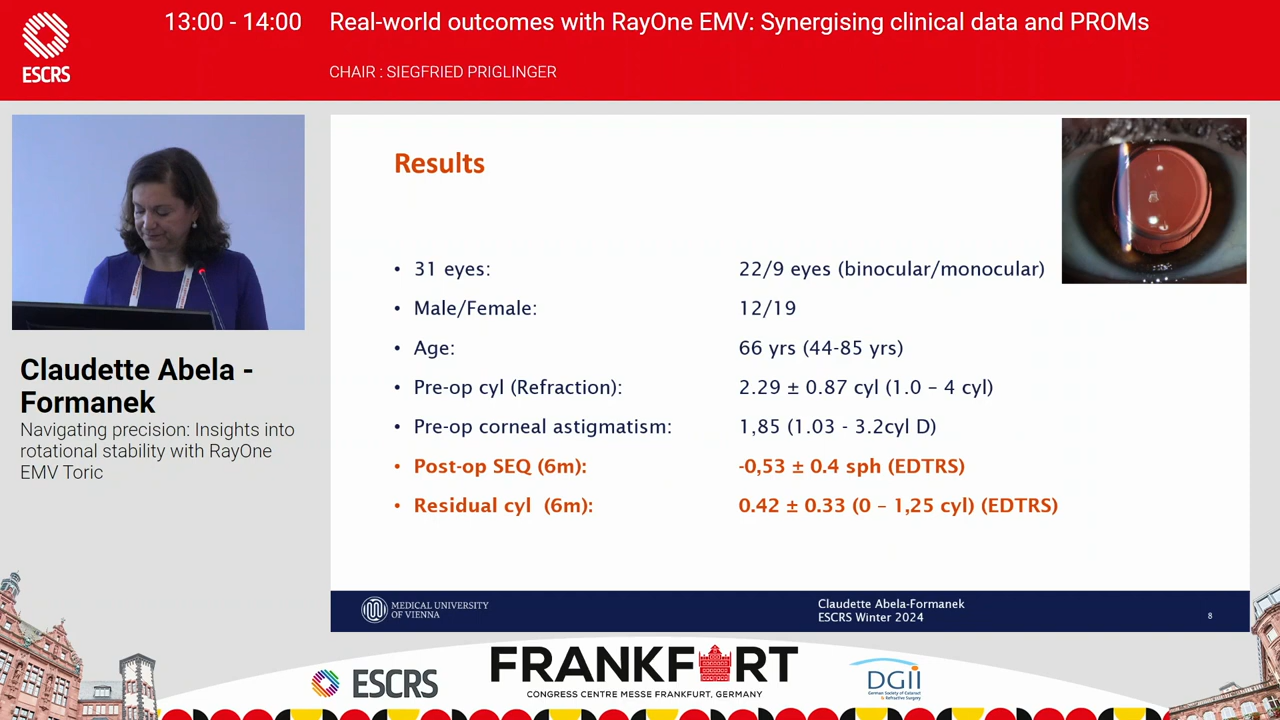 13:00 - 14:00 Real-world outcomes with RayOne EMV: Synergising clinical data and PROMs
ESCRS
CHAIR : SIEGFRIED PRIGLINGER
Claudette Abela -
Formanek
Navigating precision: Insights into
rotational stability with RayOne
EMV Toric
Results
• 31 eyes: 22/9 eyes (binocular/monocular)
• Male/Female: 12/19
• Age: 66 yrs (44-85 yrs)
• Pre-op cyl (Refraction): 2.29 ± 0.87 cyl (1.0 – 4 cyl)
• Pre-op corneal astigmatism: 1,85 (1.03 - 3.2cyl D)
• Post-op SEQ (6m): -0,53 ± 0.4 sph (EDTRS)
• Residual cyl (6m): 0.42 ± 0.33 (0 – 1,25 cyl) (EDTRS)
MEDICAL UNIVERSITY
OF VIENNA
Claudette Abela-Formanek
ESCRS Winter 2024
8
ESCRS
FRANKFURT
CONGRESS CENTRE MESSE FRANKFURT, GERMANY
DGII
German Society of Cataract
& Refractive Surgery